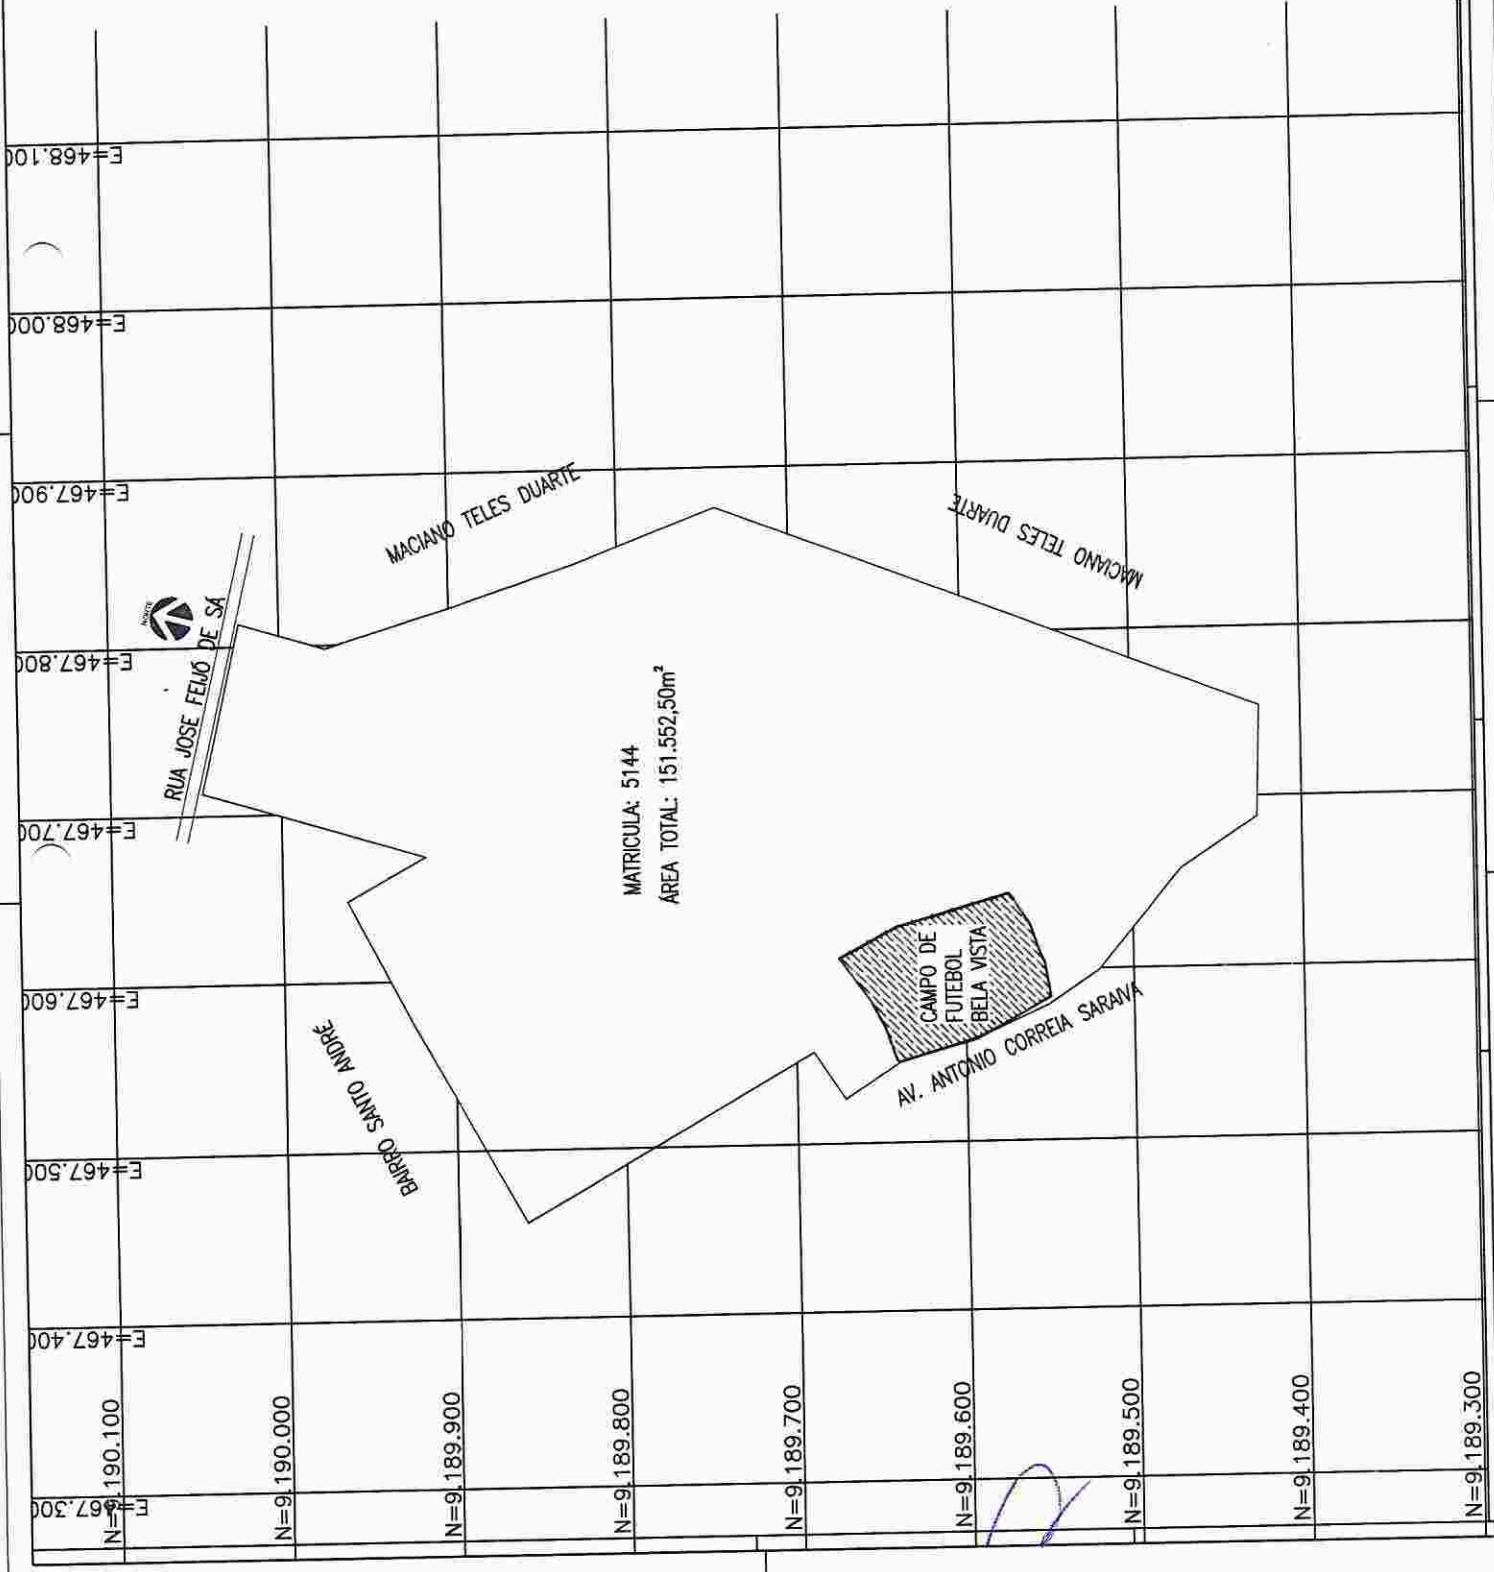 E=468.100
E=468.000
E=467.900
E=467.800
E=467.700
E=467.600
E=467.500
E=467.400
E=467.300
NORTE
RUA JOSE FEIJÓ DE SÁ
MACIANO TELES DUARTE
MACIANO TELES DUARTE
MATRICULA: 5144
ÁREA TOTAL: 151.552,50m²
CAMPO DE
FUTEBOL
BELA VISTA
AV. ANTONIO CORREIA SARAIVA
BAIRRO SANTO ANDRÉ
N=9.190.100
N=9.190.000
N=9.189.900
N=9.189.800
N=9.189.700
N=9.189.600
N=9.189.500
N=9.189.400
N=9.189.300